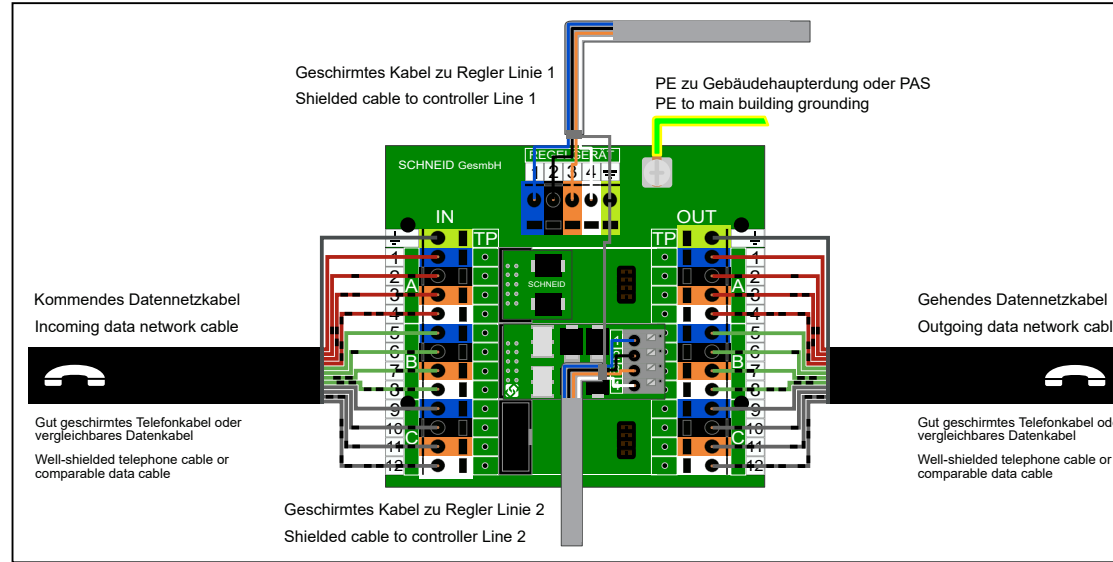 Geschirmtes Kabel zu Regler Linie 1
Shielded cable to controller Line 1
PE zu Gebäudehaupterdung oder PAS
PE to main building grounding
SCHNEID GesmbH
REGELGERÄT
1 2 3 4
IN
OUT
TP
TP
1
2
3
4
5
6
7
8
9
10
11
12
A
B
C
SCHNEID
1
2
3
4
5
6
7
8
9
10
11
12
A
B
C
Kommendes Datennetzkabel
Incoming data network cable
Gut geschirmtes Telefonkabel oder
vergleichbares Datenkabel
Well-shielded telephone cable or
comparable data cable
Gehendes Datennetzkabel
Outgoing data network cabl
Gut geschirmtes Telefonkabel od
vergleichbares Datenkabel
Well-shielded telephone cable or
comparable data cable
Geschirmtes Kabel zu Regler Linie 2
Shielded cable to controller Line 2